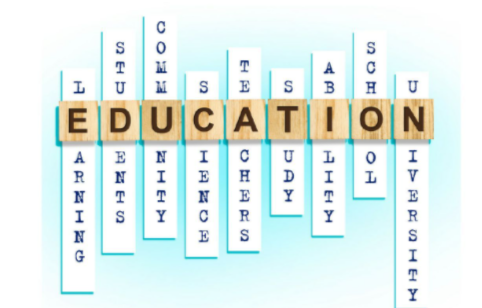 EDUCATION
LEARNING
STUDENTS
COMMUNITY
SCIENCE
TEACHERS
STUDY
ABILITY
SCHOOL
UNIVERSITY